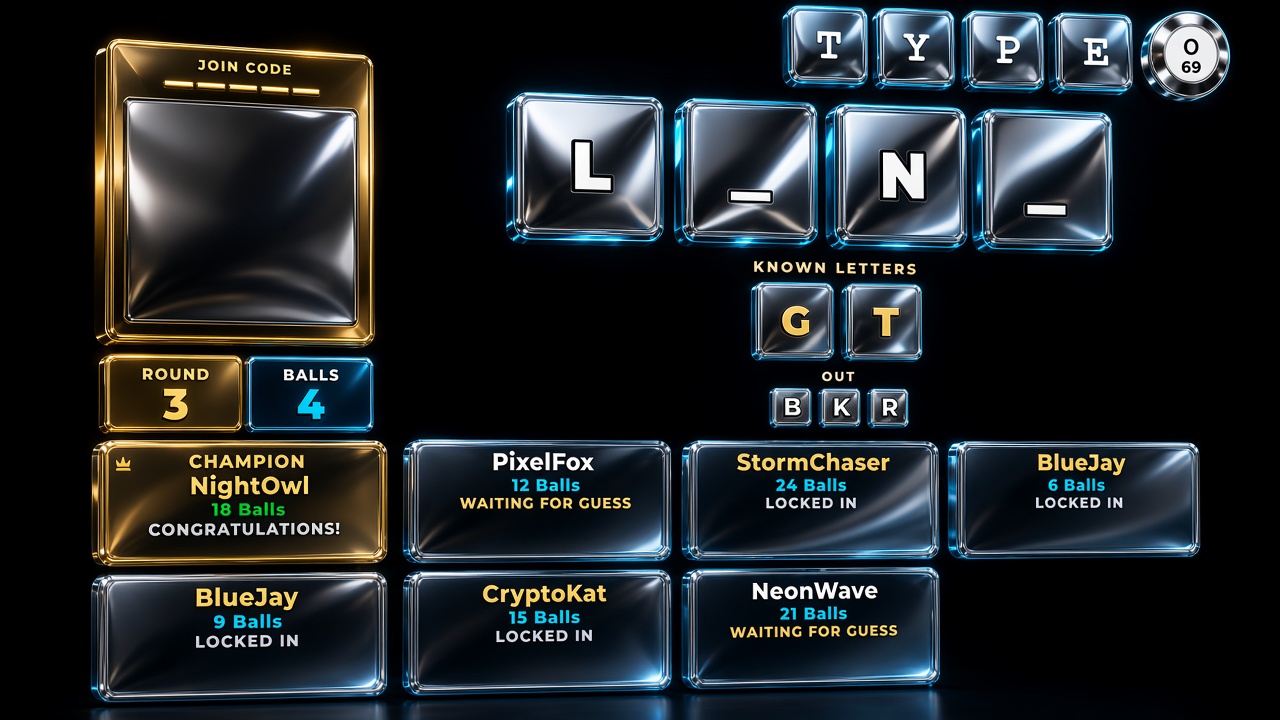 JOIN CODE
_ _ _ _ _
T Y P E
O
69
L _ N _
KNOWN LETTERS
G T
OUT
B K R
ROUND
3
BALLS
4
CHAMPION
NightOwl
18 Balls
CONGRATULATIONS!
PixelFox
12 Balls
WAITING FOR GUESS
StormChaser
24 Balls
LOCKED IN
BlueJay
6 Balls
LOCKED IN
BlueJay
9 Balls
LOCKED IN
CryptoKat
15 Balls
LOCKED IN
NeonWave
21 Balls
WAITING FOR GUESS